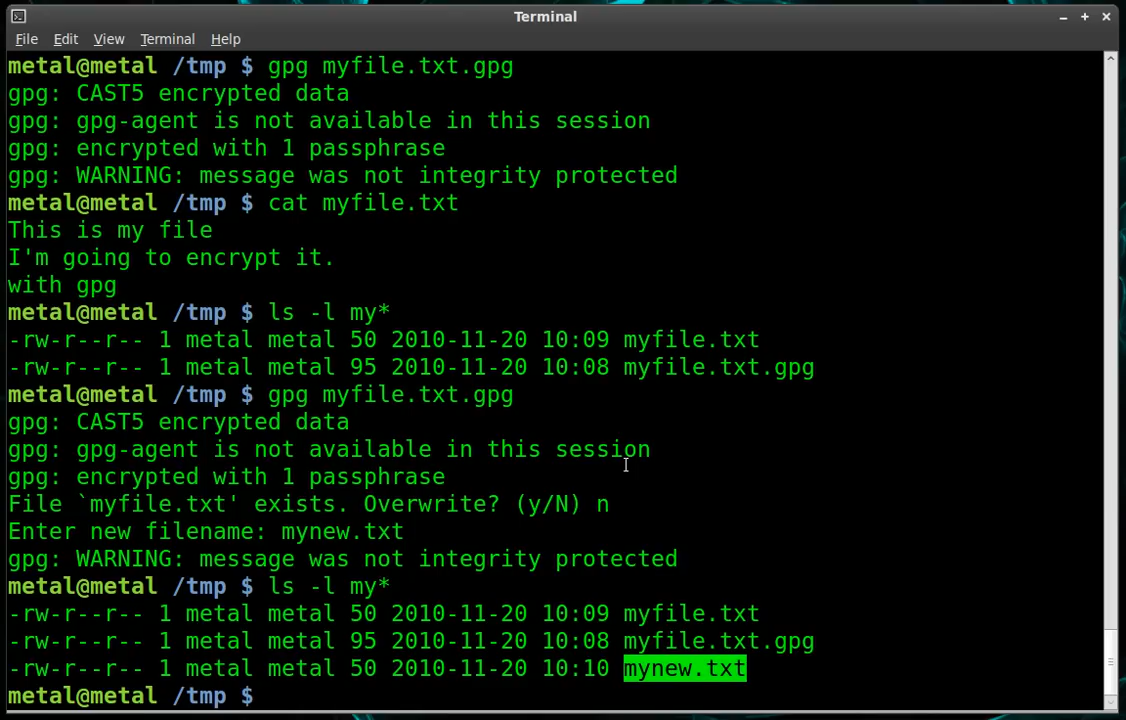 Terminal
File Edit View Terminal Help
metal@metal /tmp $ gpg myfile.txt.gpg
gpg: CAST5 encrypted data
gpg: gpg-agent is not available in this session
gpg: encrypted with 1 passphrase
gpg: WARNING: message was not integrity protected
metal@metal /tmp $ cat myfile.txt
This is my file
I'm going to encrypt it.
with gpg
metal@metal /tmp $ ls -l my*
-rw-r--r-- 1 metal metal 50 2010-11-20 10:09 myfile.txt
-rw-r--r-- 1 metal metal 95 2010-11-20 10:08 myfile.txt.gpg
metal@metal /tmp $ gpg myfile.txt.gpg
gpg: CAST5 encrypted data
gpg: gpg-agent is not available in this session
gpg: encrypted with 1 passphrase
File `myfile.txt' exists. Overwrite? (y/N) n
Enter new filename: mynew.txt
gpg: WARNING: message was not integrity protected
metal@metal /tmp $ ls -l my*
-rw-r--r-- 1 metal metal 50 2010-11-20 10:09 myfile.txt
-rw-r--r-- 1 metal metal 95 2010-11-20 10:08 myfile.txt.gpg
-rw-r--r-- 1 metal metal 50 2010-11-20 10:10 mynew.txt
metal@metal /tmp $